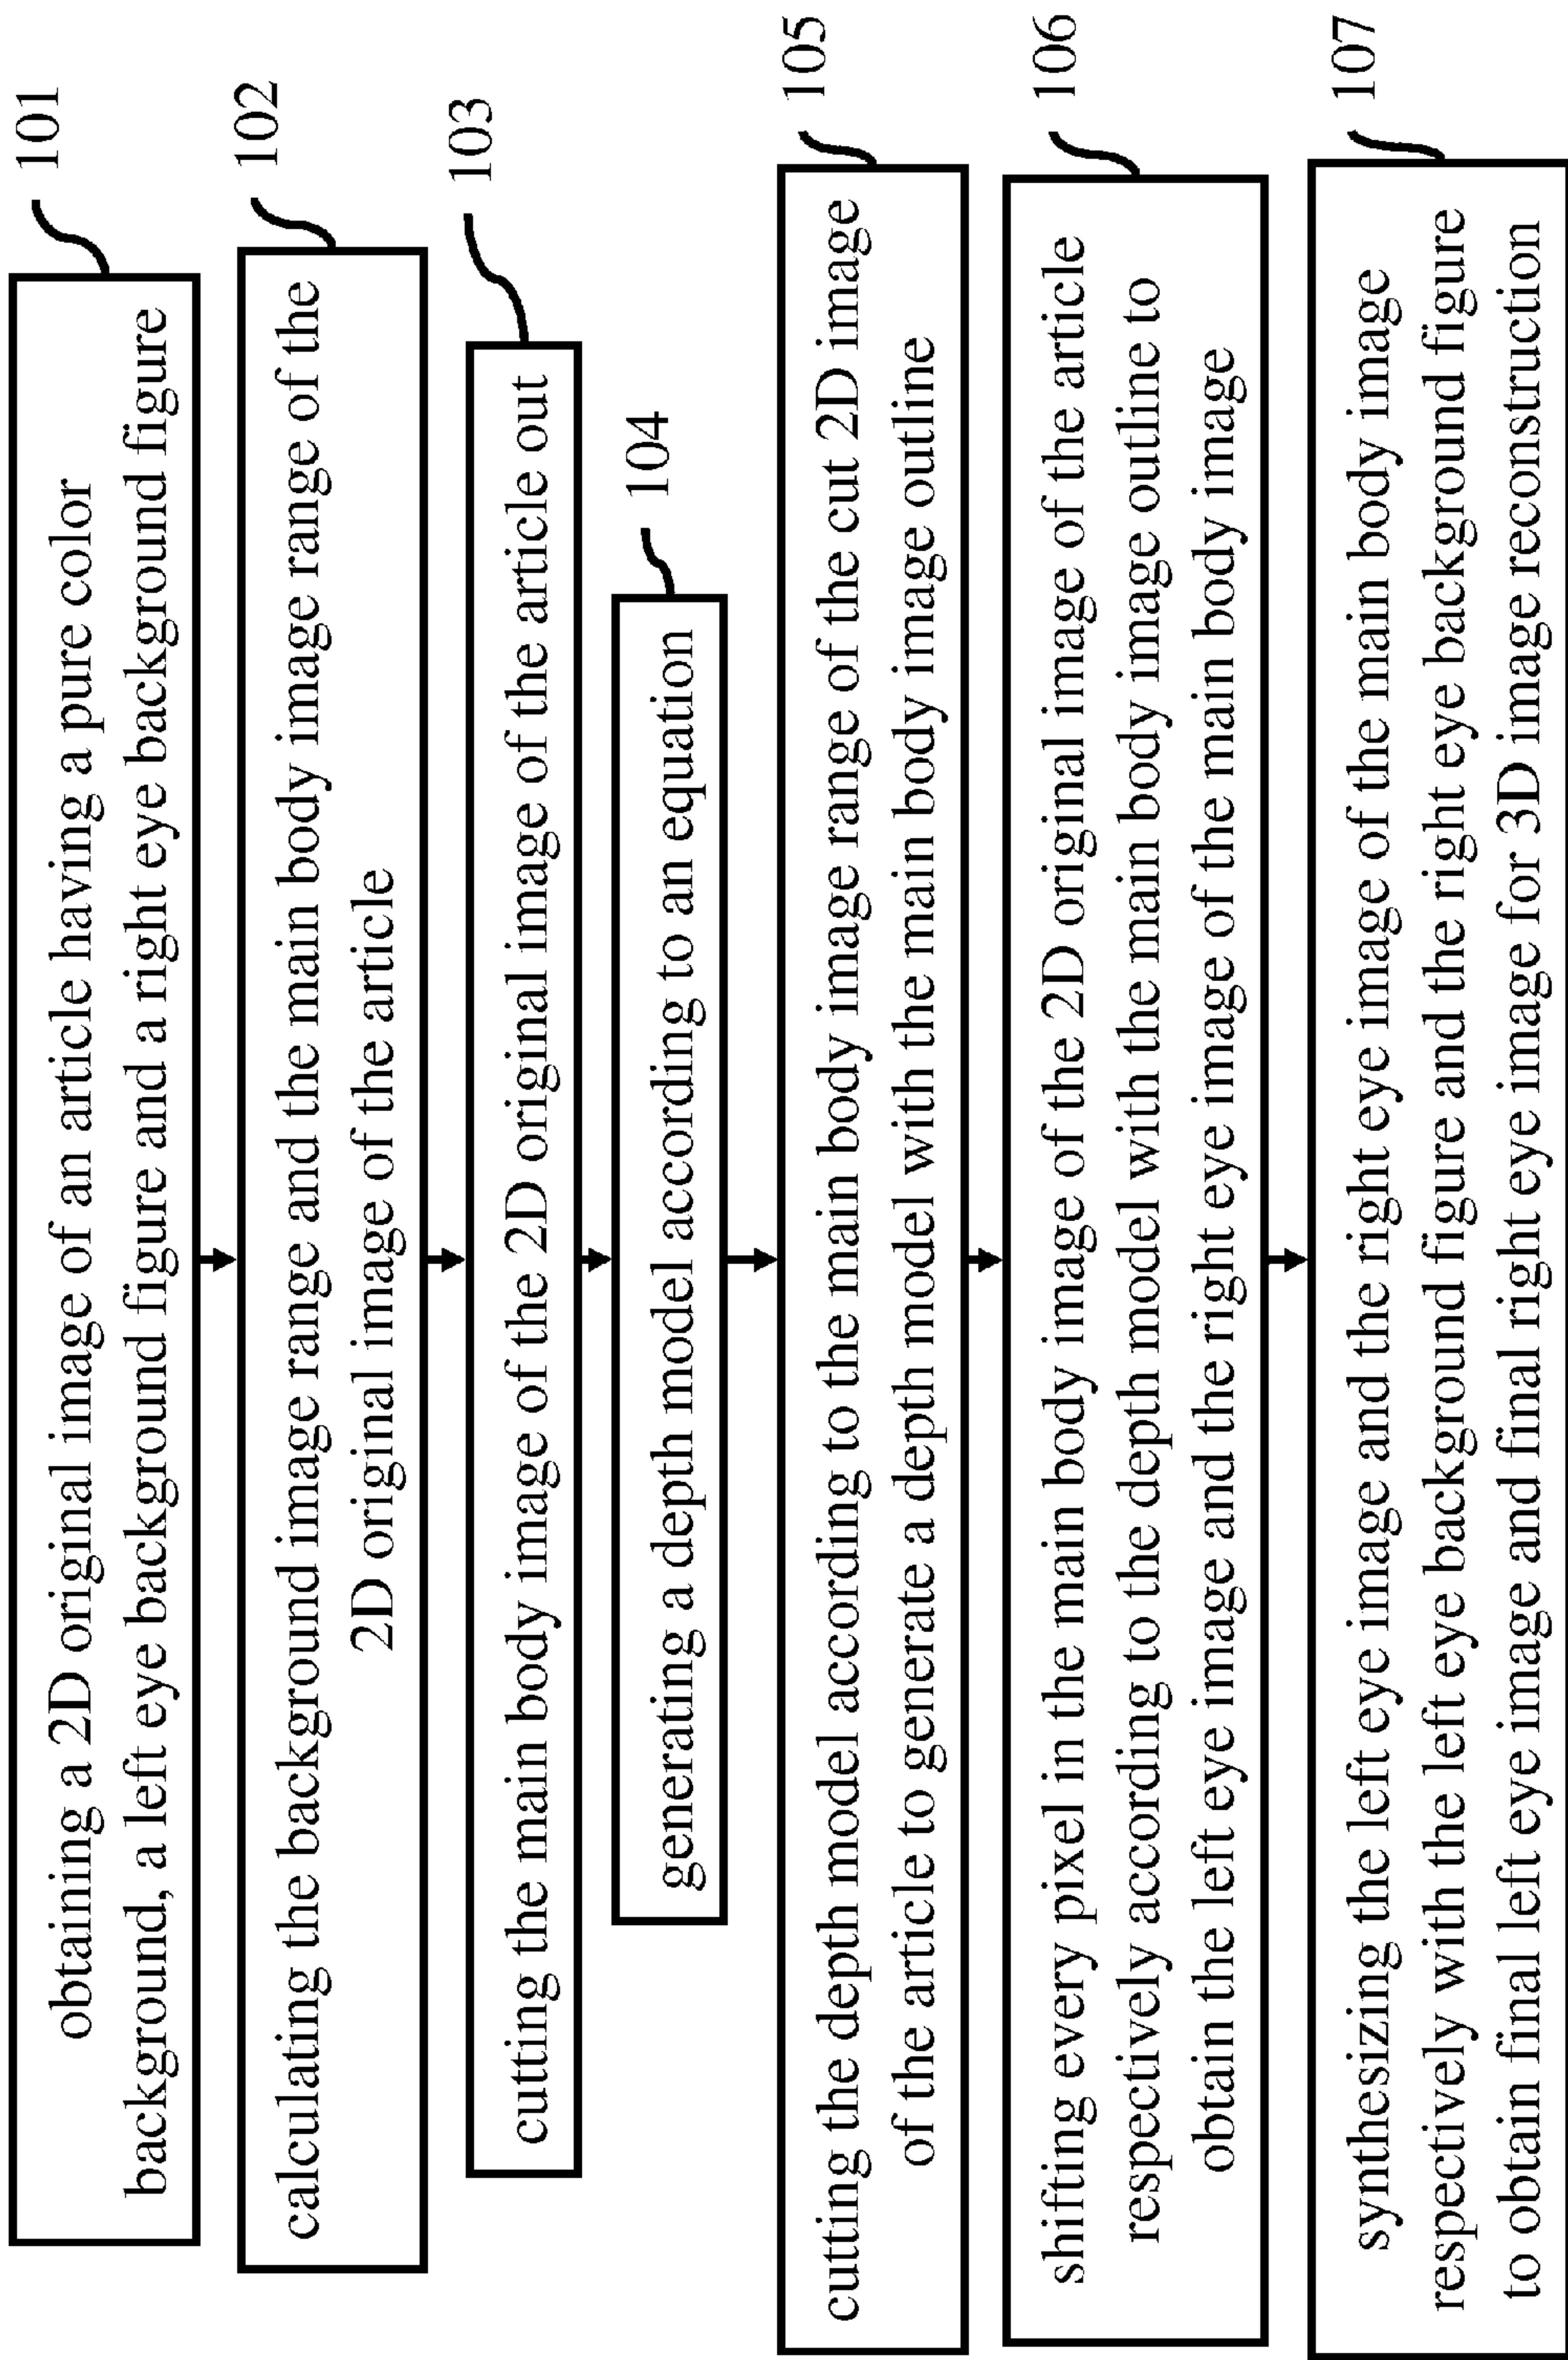 101
obtaining a 2D original image of an article having a pure color
background, a left eye background figure and a right eye background figure
102
calculating the background image range and the main body image range of the
2D original image of the article
103
cutting the main body image of the 2D original image of the article out
104
generating a depth model according to an equation
105
cutting the depth model according to the main body image range of the cut 2D image
of the article to generate a depth model with the main body image outline
106
shifting every pixel in the main body image of the 2D original image of the article
respectively according to the depth model with the main body image outline to
obtain the left eye image and the right eye image of the main body image
107
synthesizing the left eye image and the right eye image of the main body image
respectively with the left eye background figure and the right eye background figure
to obtain final left eye image and final right eye image for 3D image reconstruction